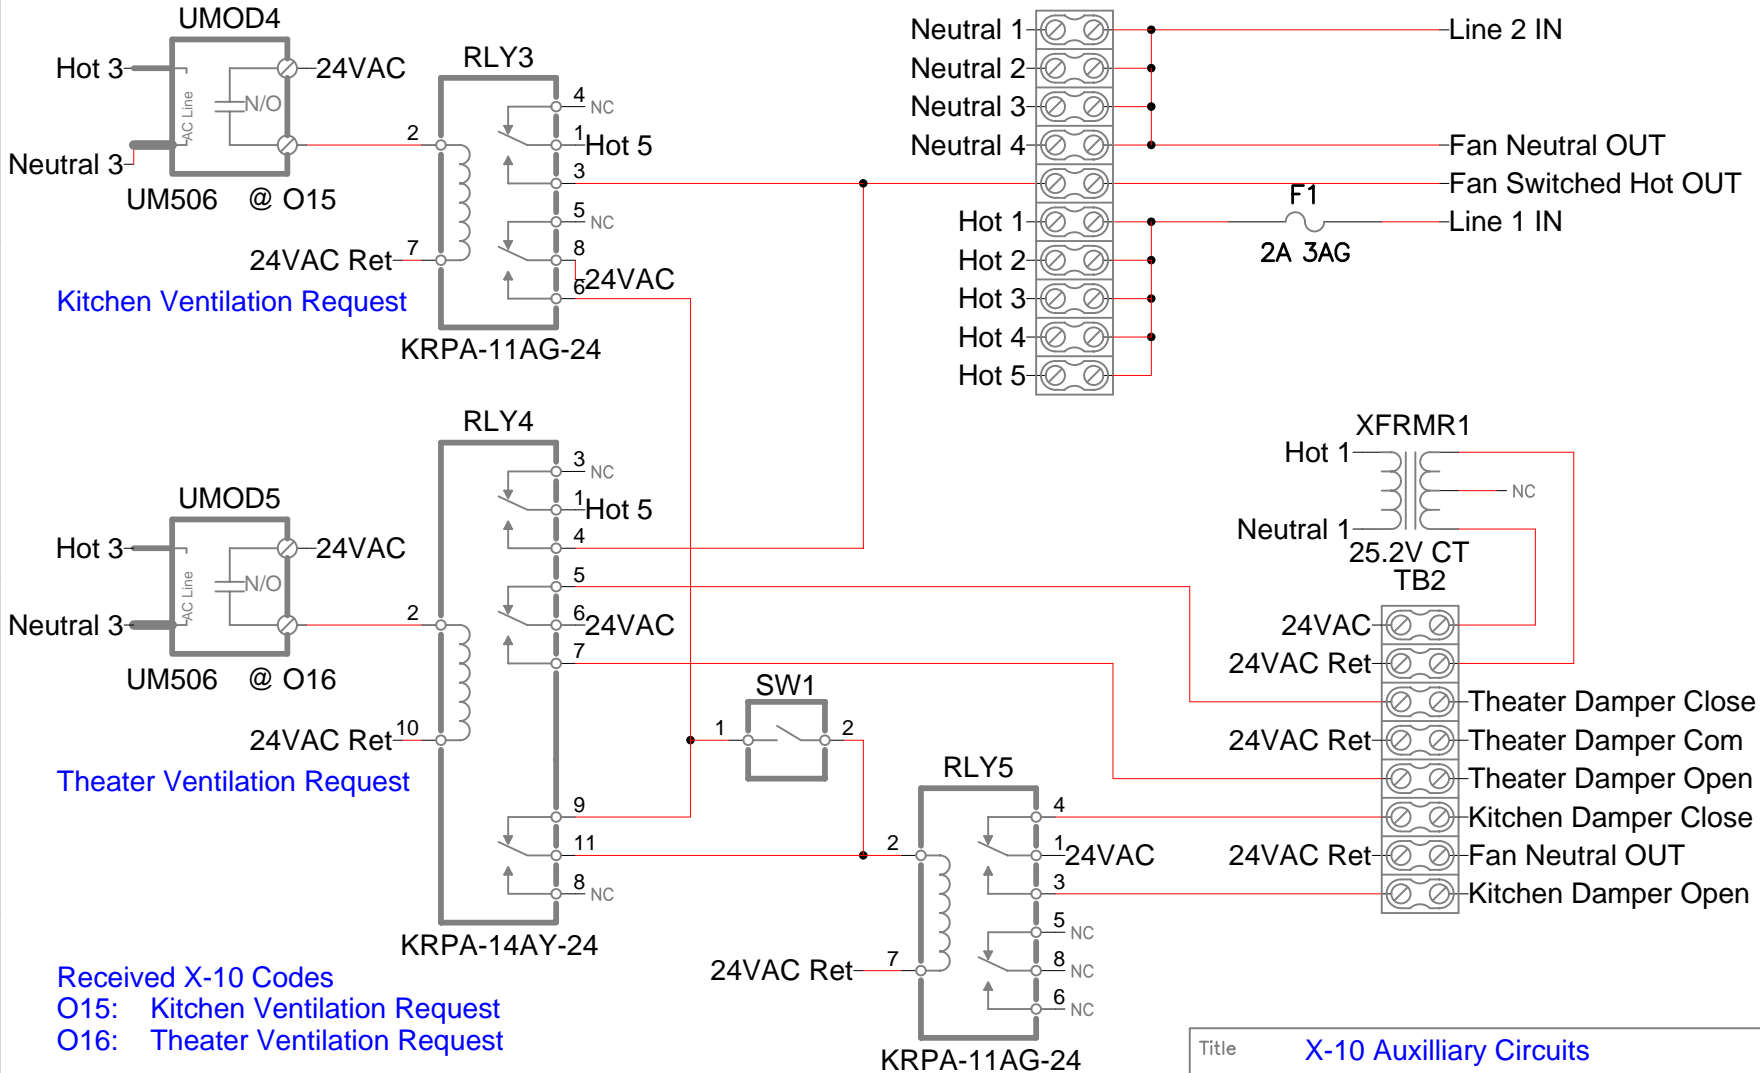 UMOD4
Hot 3
24VAC
AC Line
N/O
Neutral 3
UM506 @ O15
24VAC Ret
Kitchen Ventilation Request
RLY3
2
7
4 NC
1 Hot 5
3
5 NC
8
24VAC
6
KRPA-11AG-24
Neutral 1
Neutral 2
Neutral 3
Neutral 4
Hot 1
Hot 2
Hot 3
Hot 4
Hot 5
Line 2 IN
Fan Neutral OUT
Fan Switched Hot OUT
F1
Line 1 IN
2A 3AG
UMOD5
Hot 3
24VAC
AC Line
N/O
Neutral 3
UM506 @ O16
24VAC Ret
Theater Ventilation Request
RLY4
2
10
3 NC
1 Hot 5
4
5
6 24VAC
7
9
11
8 NC
KRPA-14AY-24
SW1
1
2
XFRMR1
Hot 1
NC
Neutral 1
25.2V CT
TB2
24VAC
24VAC Ret
Theater Damper Close
24VAC Ret Theater Damper Com
Theater Damper Open
Kitchen Damper Close
24VAC Ret Fan Neutral OUT
Kitchen Damper Open
RLY5
2
24VAC Ret 7
4
1 24VAC
3
5 NC
8 NC
6 NC
KRPA-11AG-24
Received X-10 Codes
O15: Kitchen Ventilation Request
O16: Theater Ventilation Request
Title X-10 Auxilliary Circuits